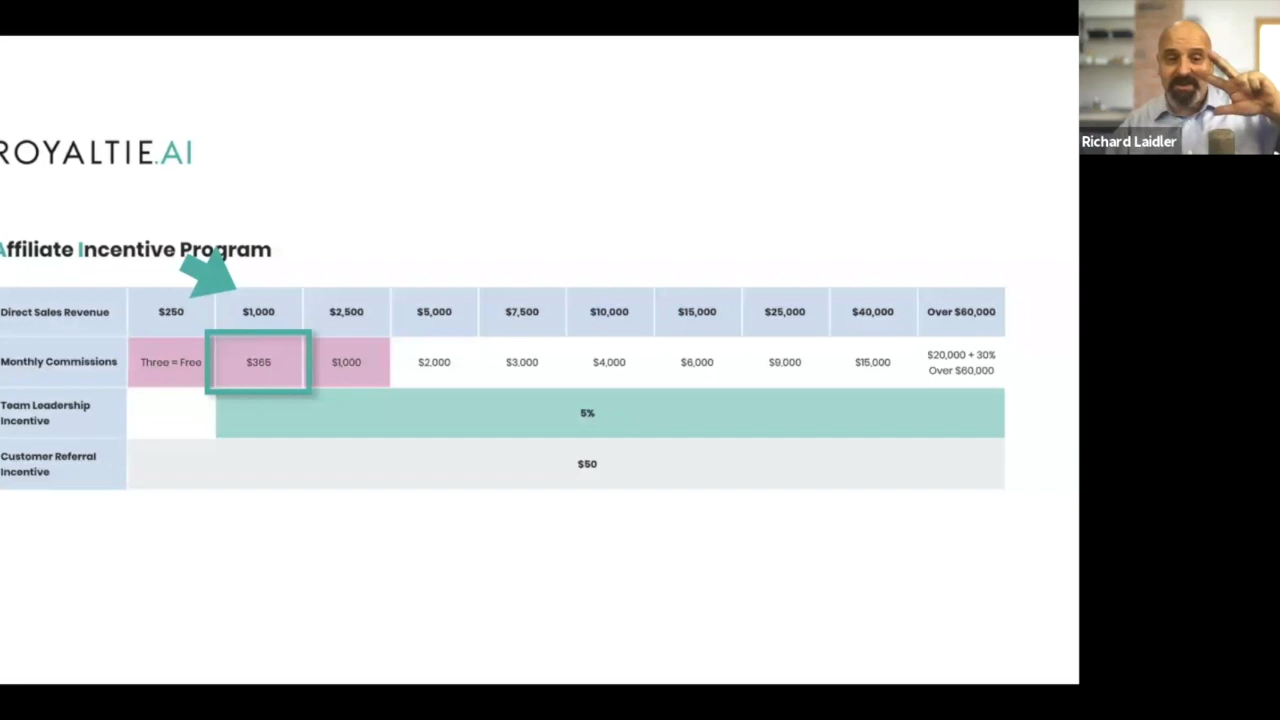 ROYALTIE.AI
Richard Laidler
Affiliate Incentive Program
Direct Sales Revenue $250 $1,000 $2,500 $5,000 $7,500 $10,000 $15,000 $25,000 $40,000 Over $60,000
Monthly Commissions Three = Free $365 $1,000 $2,000 $3,000 $4,000 $6,000 $9,000 $15,000 $20,000 + 30%
Over $60,000
Team Leadership
Incentive
5%
Customer Referral
Incentive
$50